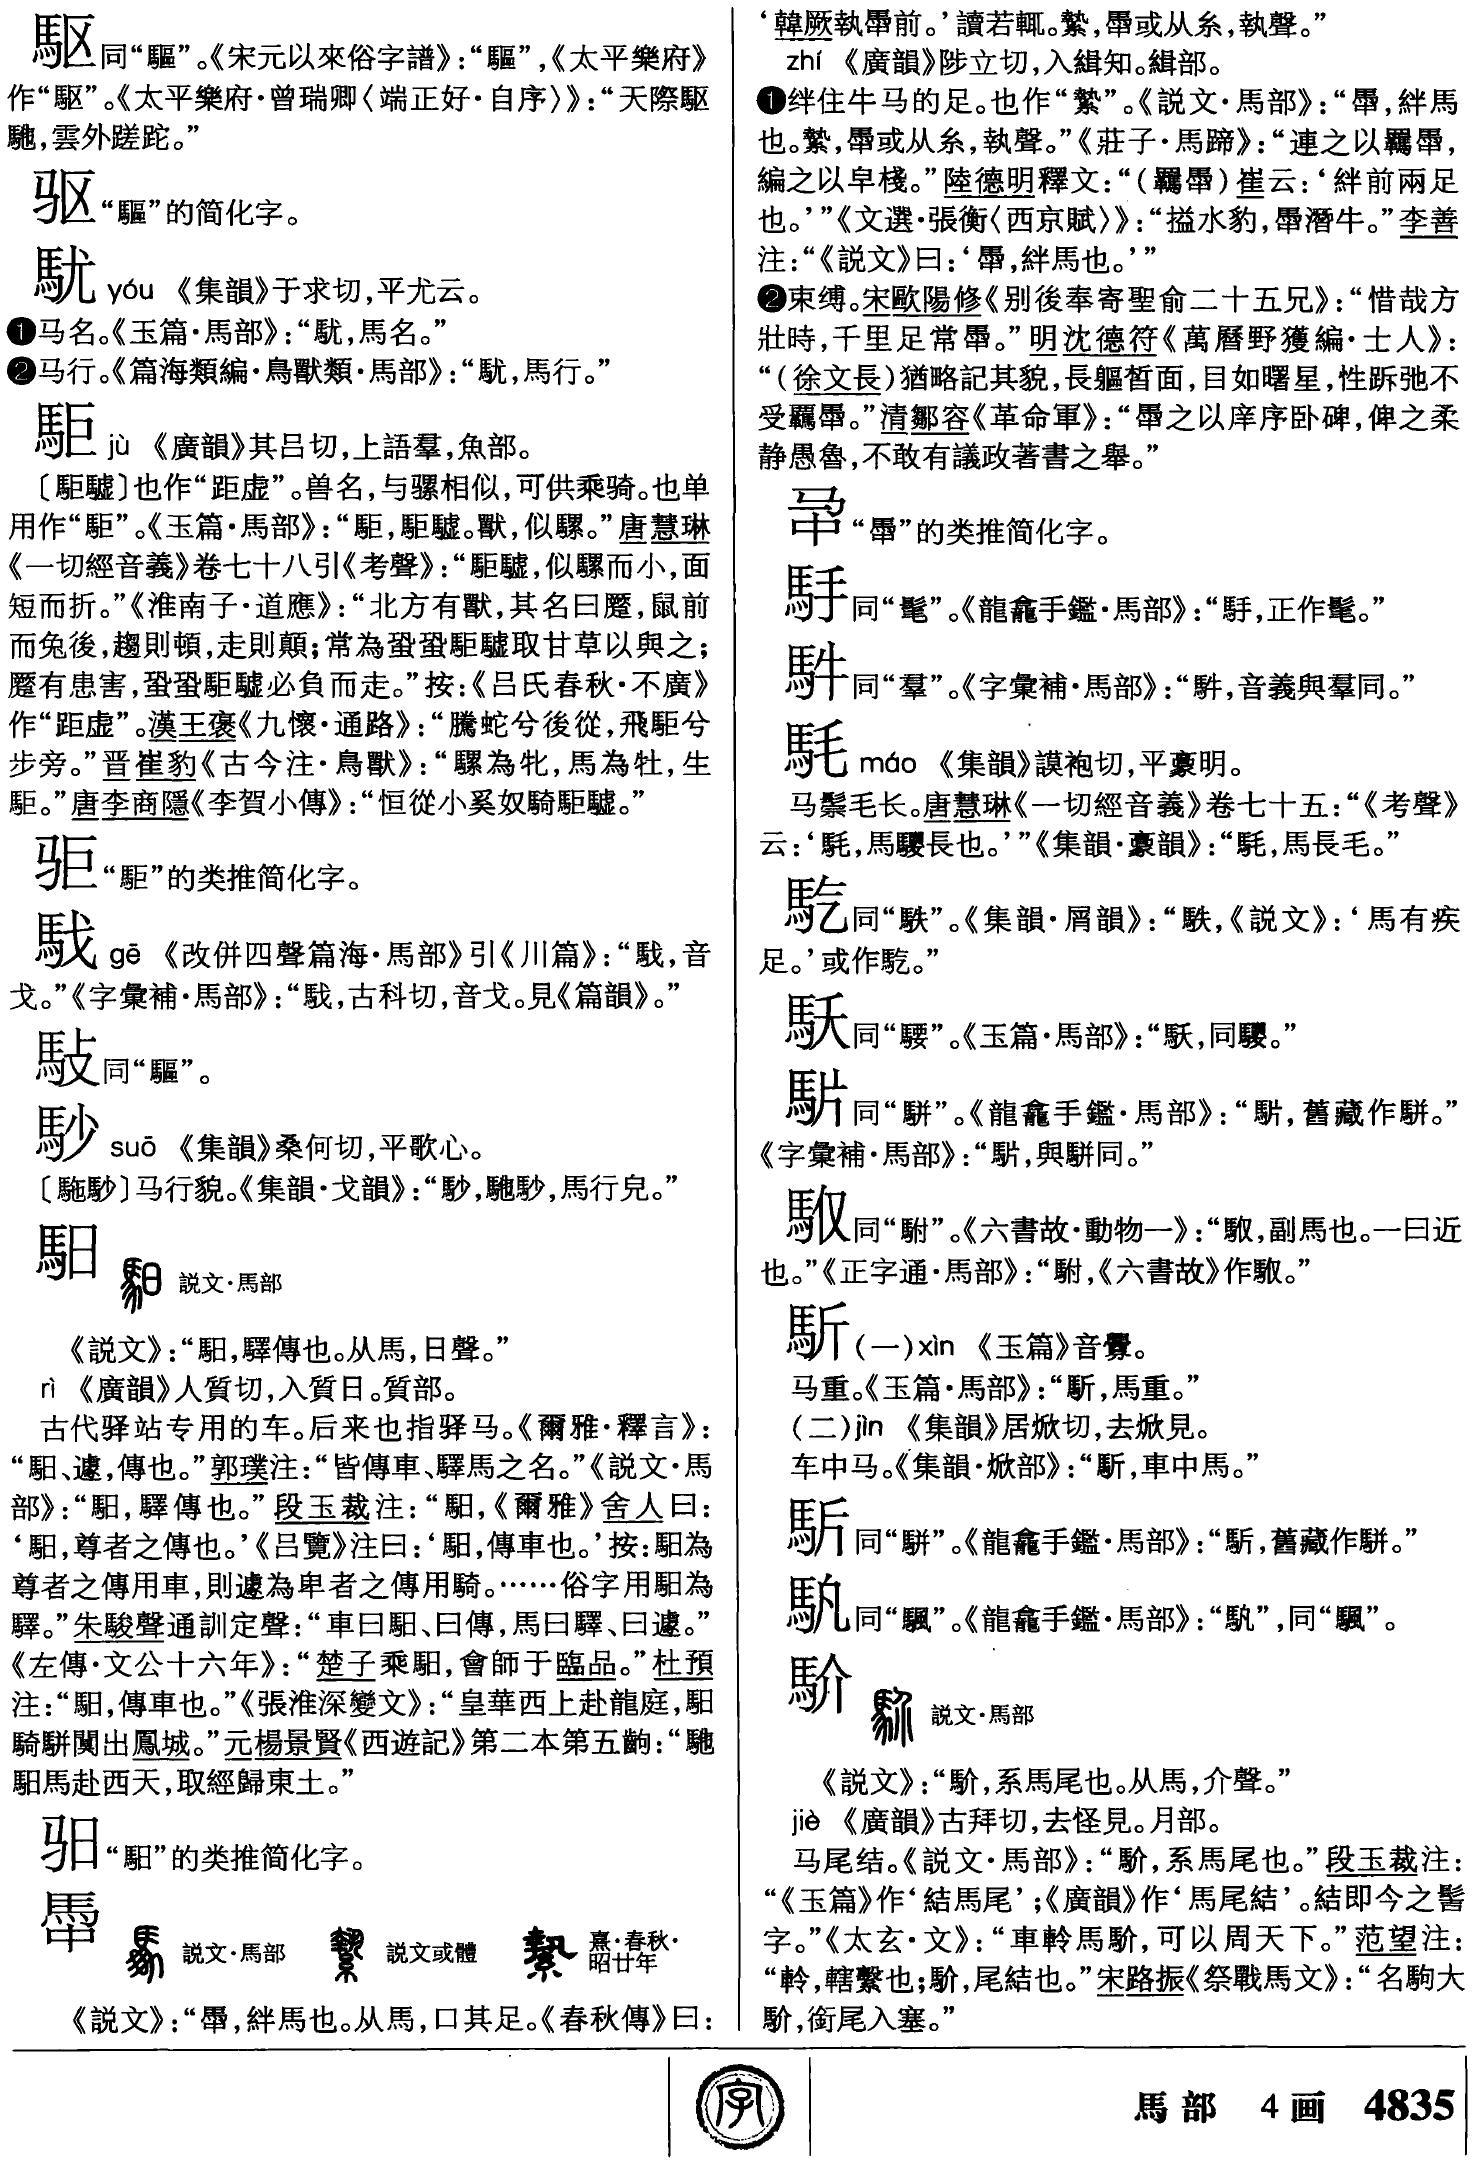 駆同“驅”。《宋元以來俗字譜》：“驅”，《太平樂府》
作“駆”。《太平樂府·曾瑞卿〈端正好·自序〉》：“天際駆
馳，雲外蹉跎。”
驱“驅”的简化字。
䮷 yóu 《集韻》于求切，平尤云。
❶马名。《玉篇·馬部》：“馬名。”
❷马行。《篇海類編·鳥獸類·馬部》：“馬行。”
駏 jù 《廣韻》其吕切，上語羣，魚部。
〔駏驉〕也作“距虚”。兽名，与骡相似，可供乘骑。也单
用作“駏”。《玉篇·馬部》：“駏，駏驉。獸，似騾。”唐慧琳
《一切經音義》卷七十八引《考聲》：“駏驉，似騾而小，面
短而折。”《淮南子·道應》：“北方有獸，其名曰蹷，鼠前
而兔後，趨則頓，走則顛；常為蛩蛩駏驉取甘草以與之；
蹷有患害，蛩蛩駏驉必負而走。”按：《吕氏春秋·不廣》
作“距虚”。漢王褒《九懷·通路》：“騰蛇兮後從，飛駏兮
步旁。”晋崔豹《古今注·鳥獸》：“騾為牝，馬為牡，生
駏。”唐李商隱《李賀小傳》：“恒從小奚奴騎駏驉。”
“駏”的类推简化字。
gē 《改併四聲篇海·馬部》引《川篇》：“音
戈。”《字彙補·馬部》：“古科切，音戈。見《篇韻》。”
同“驅”。
suō 《集韻》桑何切，平歌心。
马行貌。《集韻·戈韻》：“馬行皃。”
馹 説文·馬部
《説文》：“馹，驛傳也。从馬，日聲。”
rì 《廣韻》人質切，入質日。質部。
古代驿站专用的车。后来也指驿马。《爾雅·釋言》：
“馹、遽，傳也。”郭璞注：“皆傳車、驛馬之名。”《説文·馬
部》：“馹，驛傳也。”段玉裁注：“馹，《爾雅》舍人曰：
‘馹，尊者之傳也。’《吕覽》注曰：‘馹，傳車也。’按：馹為
尊者之傳用車，則遽為卑者之傳用騎。……俗字用馹為
驛。”朱駿聲通訓定聲：“車曰馹、曰傳，馬曰驛、曰遽。”
《左傳·文公十六年》：“楚子乘馹，會師于臨品。”杜預
注：“馹，傳車也。”《張淮深變文》：“皇華西上赴龍庭，馹
騎駢闐出鳳城。”元楊景賢《西遊記》第二本第五齣：“馳
馹馬赴西天，取經歸東土。”
驲“馹”的类推简化字。
馽 説文·馬部 説文或體 熹·春秋·昭廿年
《説文》：“馽，絆馬也。从馬，口其足。《春秋傳》曰：
‘韓厥執馽前。’讀若輒。縶，馽或从糸，執聲。”
zhí 《廣韻》陟立切，入緝知。緝部。
❶绊住牛马的足。也作“縶”。《説文·馬部》：“馽，絆馬
也。縶，馽或从糸，執聲。”《莊子·馬蹄》：“連之以羈馽，
編之以皁棧。”陸德明釋文：“（羈馽）崔云：‘絆前兩足
也。’”《文選·張衡〈西京賦〉》：“搤水豹，馽潛牛。”李善
注：“《説文》曰：‘馽，絆馬也。’”
❷束缚。宋歐陽修《别後奉寄聖俞二十五兄》：“惜哉方
壯時，千里足常馽。”明沈德符《萬曆野獲編·士人》：
“（徐文長）猶略記其貌，長軀皙面，目如曙星，性跅弛不
受羈馽。”清鄒容《革命軍》：“馽之以庠序卧碑，俾之柔
静愚魯，不敢有議政著書之舉。”
“馽”的类推简化字。
同“髦”。《龍龕手鑑·馬部》：“正作髦。”
同“羣”。《字彙補·馬部》：“音義與羣同。”
máo 《集韻》謨袍切，平豪明。
马鬃毛长。唐慧琳《一切經音義》卷七十五：“《考聲》
云：‘馬騣長也。’”《集韻·豪韻》：“馬長毛。”
同“駃”。《集韻·屑韻》：“《説文》：‘馬有疾
足。’或作。”
同“”。《玉篇·馬部》：“同。”
同“駢”。《龍龕手鑑·馬部》：“舊藏作駢。”
《字彙補·馬部》：“與駢同。”
同“駙”。《六書故·動物一》：“副馬也。一曰近
也。”《正字通·馬部》：“駙，《六書故》作。”
馸（一）xìn 《玉篇》音釁。
马重。《玉篇·馬部》：“馸，馬重。”
（二）jìn 《集韻》居焮切，去焮見。
车中马。《集韻·焮部》：“馸，車中馬。”
同“駢”。《龍龕手鑑·馬部》：“舊藏作駢。”
同“颿”。《龍龕手鑑·馬部》：“”，同“颿”。
馻 説文·馬部
《説文》：“系馬尾也。从馬，介聲。”
jiè 《廣韻》古拜切，去怪見。月部。
马尾结。《説文·馬部》：“系馬尾也。”段玉裁注：
“《玉篇》作‘結馬尾’；《廣韻》作‘馬尾結’。結即今之髻
字。”《太玄·文》：“車軨馬，可以周天下。”范望注：
“軨，轄繫也；尾結也。”宋路振《祭戰馬文》：“名駒大
，銜尾入塞。”
字
馬部 4画 4835